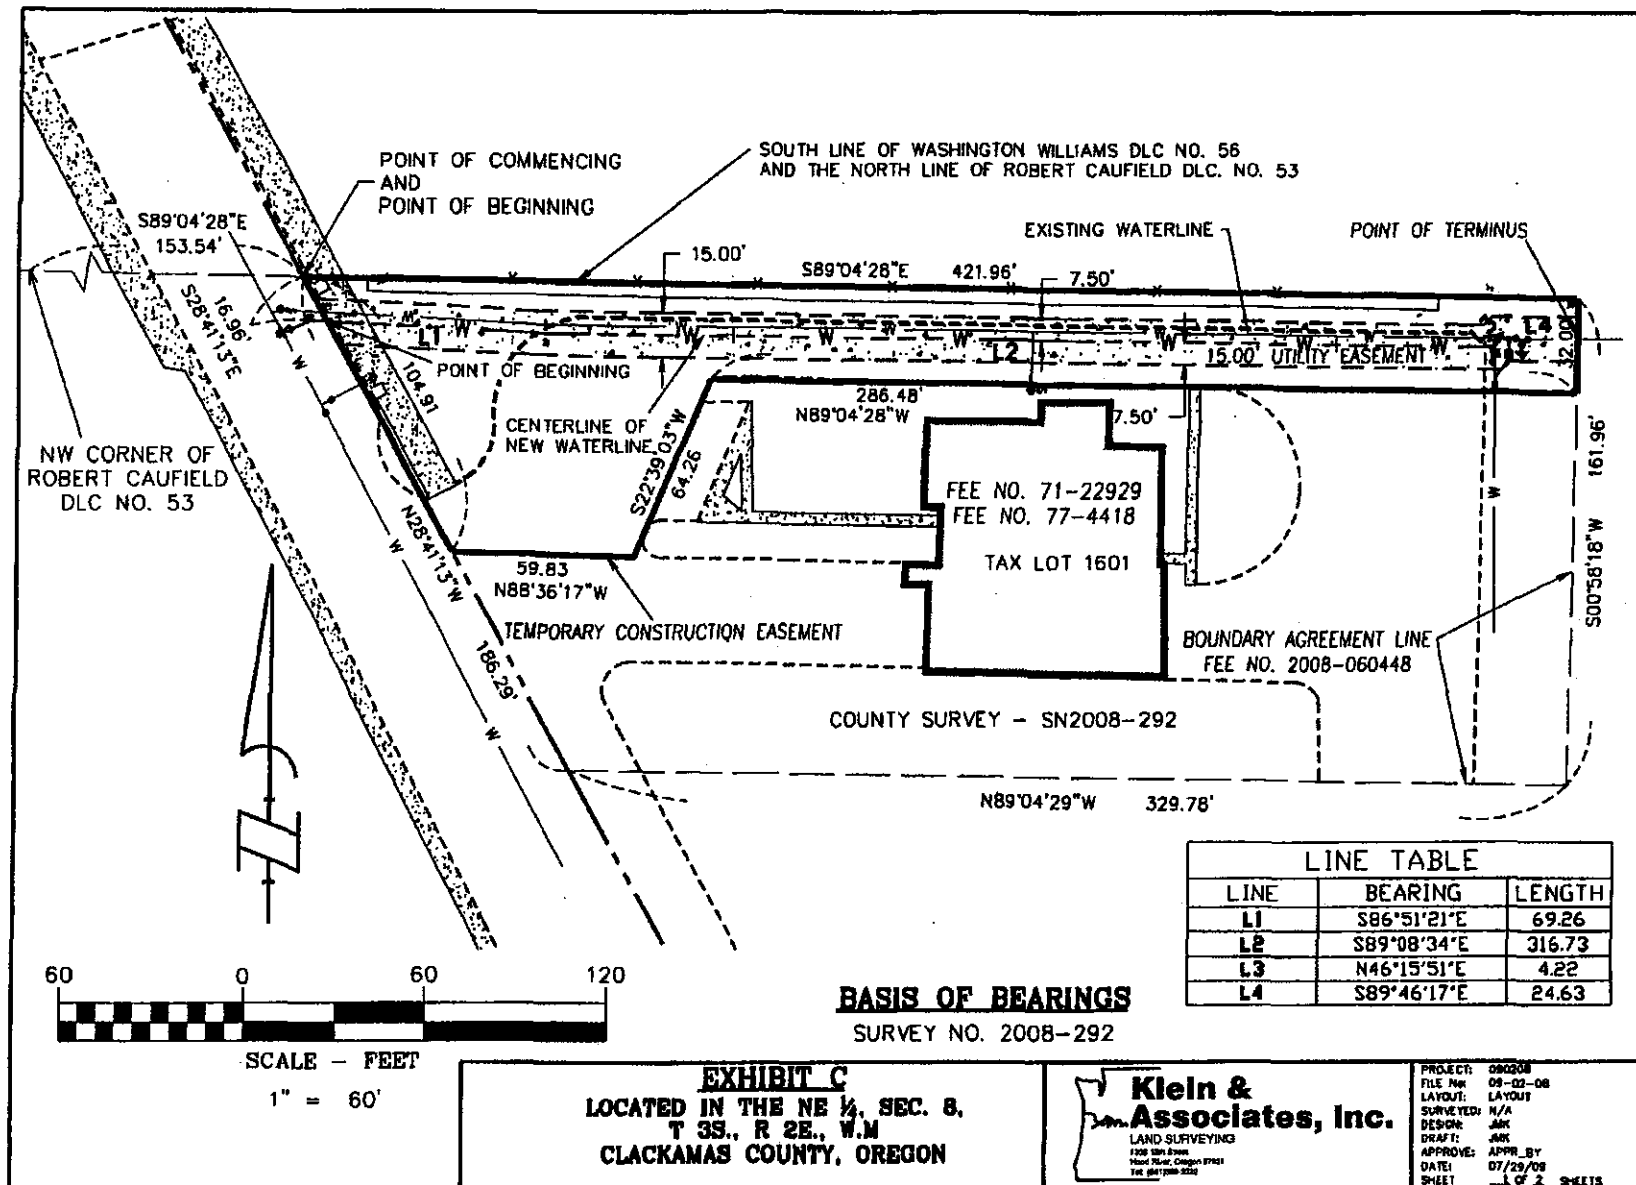 POINT OF COMMENCING
AND
POINT OF BEGINNING
SOUTH LINE OF WASHINGTON WILLIAMS DLC NO. 56
AND THE NORTH LINE OF ROBERT CAUFIELD DLC. NO. 53
S89°04'28"E
153.54'
15.00'
S89°04'28"E 421.96'
EXISTING WATERLINE
7.50'
POINT OF TERMINUS
16.96'
S28°41'13"E
L1
W
L2
L4
32.00'
15.00' UTILITY EASEMENT
POINT OF BEGINNING
104.91
286.48'
N89°04'28"W
7.50'
CENTERLINE OF
NEW WATERLINE
S22°39'03"W
64.26
NW CORNER OF
ROBERT CAUFIELD
DLC NO. 53
FEE NO. 71-22929
FEE NO. 77-4418
TAX LOT 1601
S00°58'18"W 161.96'
N28°41'13"W
186.29'
59.83
N88°36'17"W
TEMPORARY CONSTRUCTION EASEMENT
BOUNDARY AGREEMENT LINE
FEE NO. 2008-060448
COUNTY SURVEY - SN2008-292
N89°04'29"W 329.78'
LINE TABLE
LINE BEARING LENGTH
L1 S86°51'21"E 69.26
L2 S89°08'34"E 316.73
L3 N46°15'51"E 4.22
L4 S89°46'17"E 24.63
60 0 60 120
SCALE - FEET
1" = 60'
BASIS OF BEARINGS
SURVEY NO. 2008-292
EXHIBIT C
LOCATED IN THE NE ¼, SEC. 8,
T 3S., R 2E., W.M
CLACKAMAS COUNTY, OREGON
Klein &
Associates, Inc.
LAND SURVEYING
PROJECT: 090208
FILE No: 09-02-08
LAYOUT: LAYOUT
SURVEYED: N/A
DESIGN: JMK
DRAFT: JMK
APPROVE: APPR_BY
DATE: 07/29/09
SHEET 1 OF 2 SHEETS